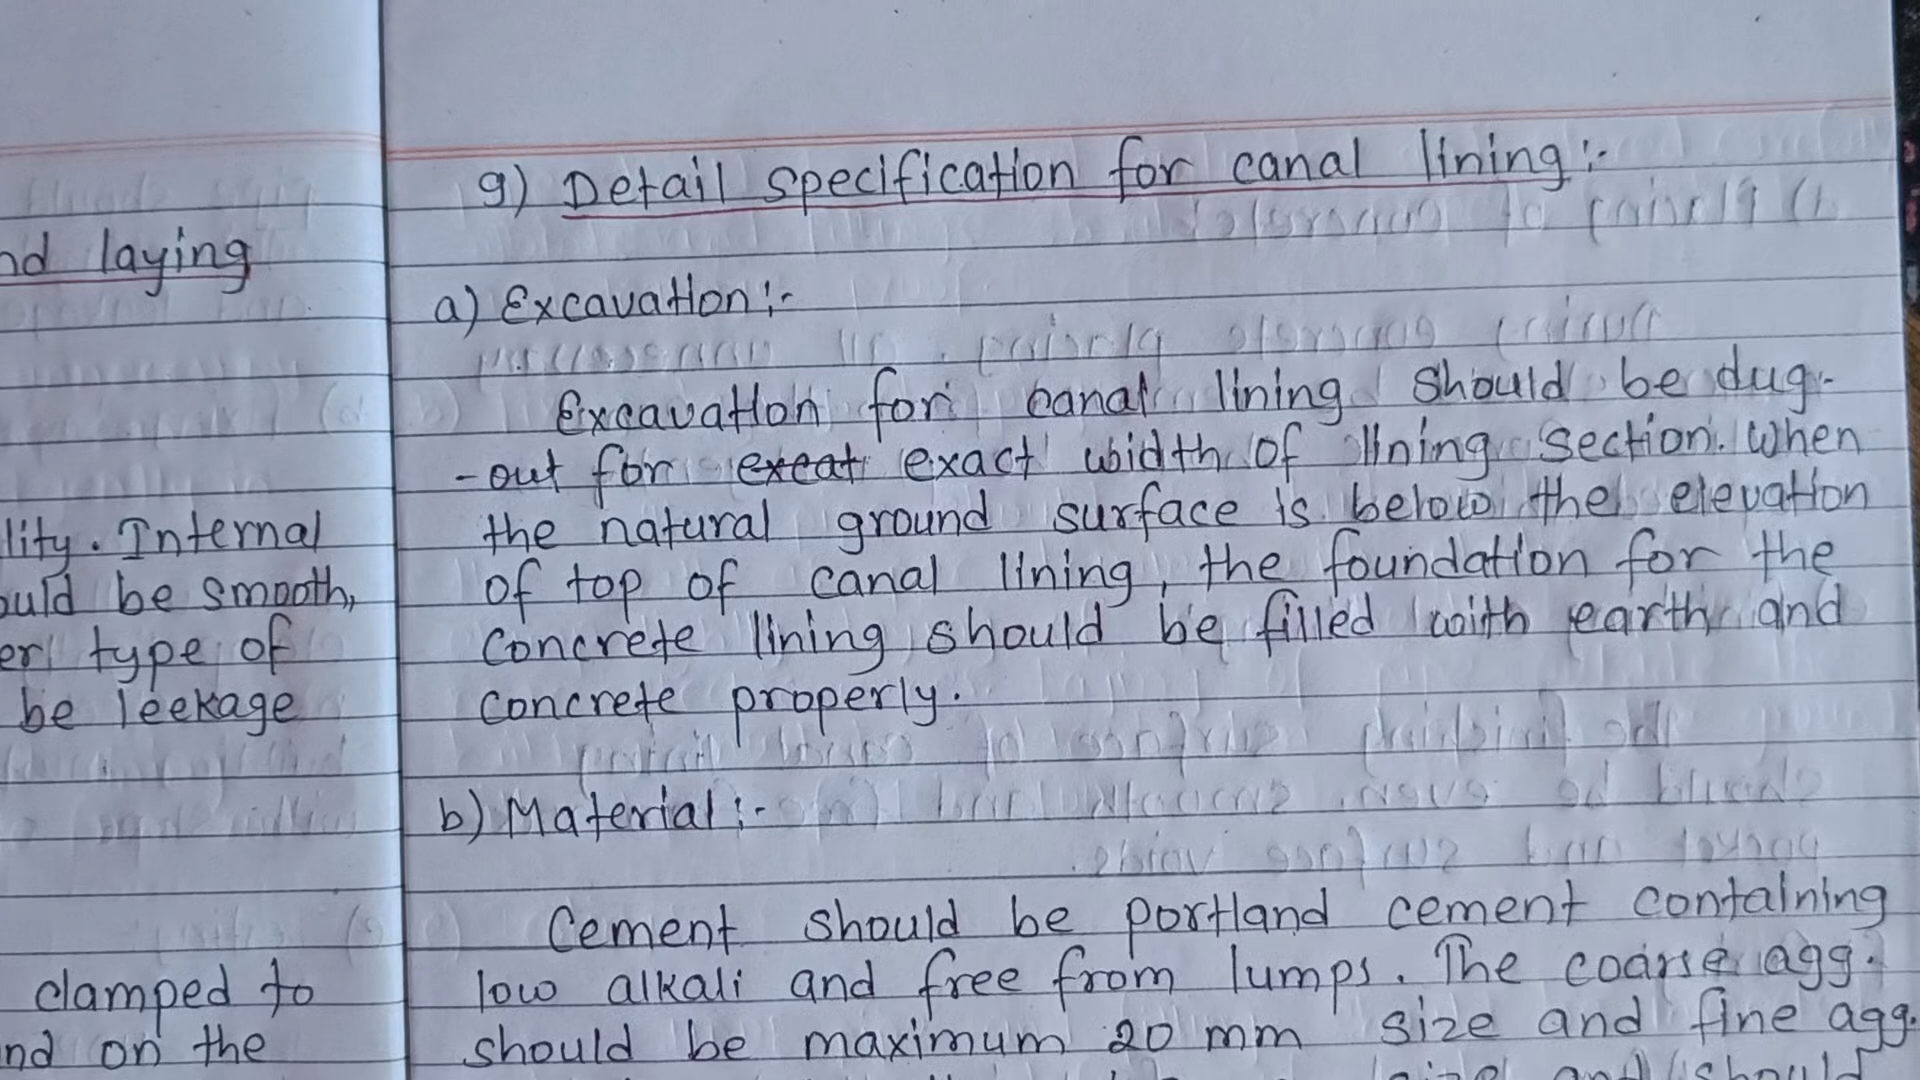 nd laying
lity. Internal
ould be smooth,
er type of
be leekage
clamped to
nd on the
g) Detail specification for canal lining:-
a) Excavation:-
Excavation for canal lining should be dug-
-out for exeat exact width of lining section. When
the natural ground surface is below the elevation
of top of canal lining, the foundation for the
concrete lining should be filled with earth and
concrete properly.
b) Material:-
Cement should be portland cement containing
low alkali and free from lumps. The coarse agg.
should be maximum 20 mm size and fine agg.
and should